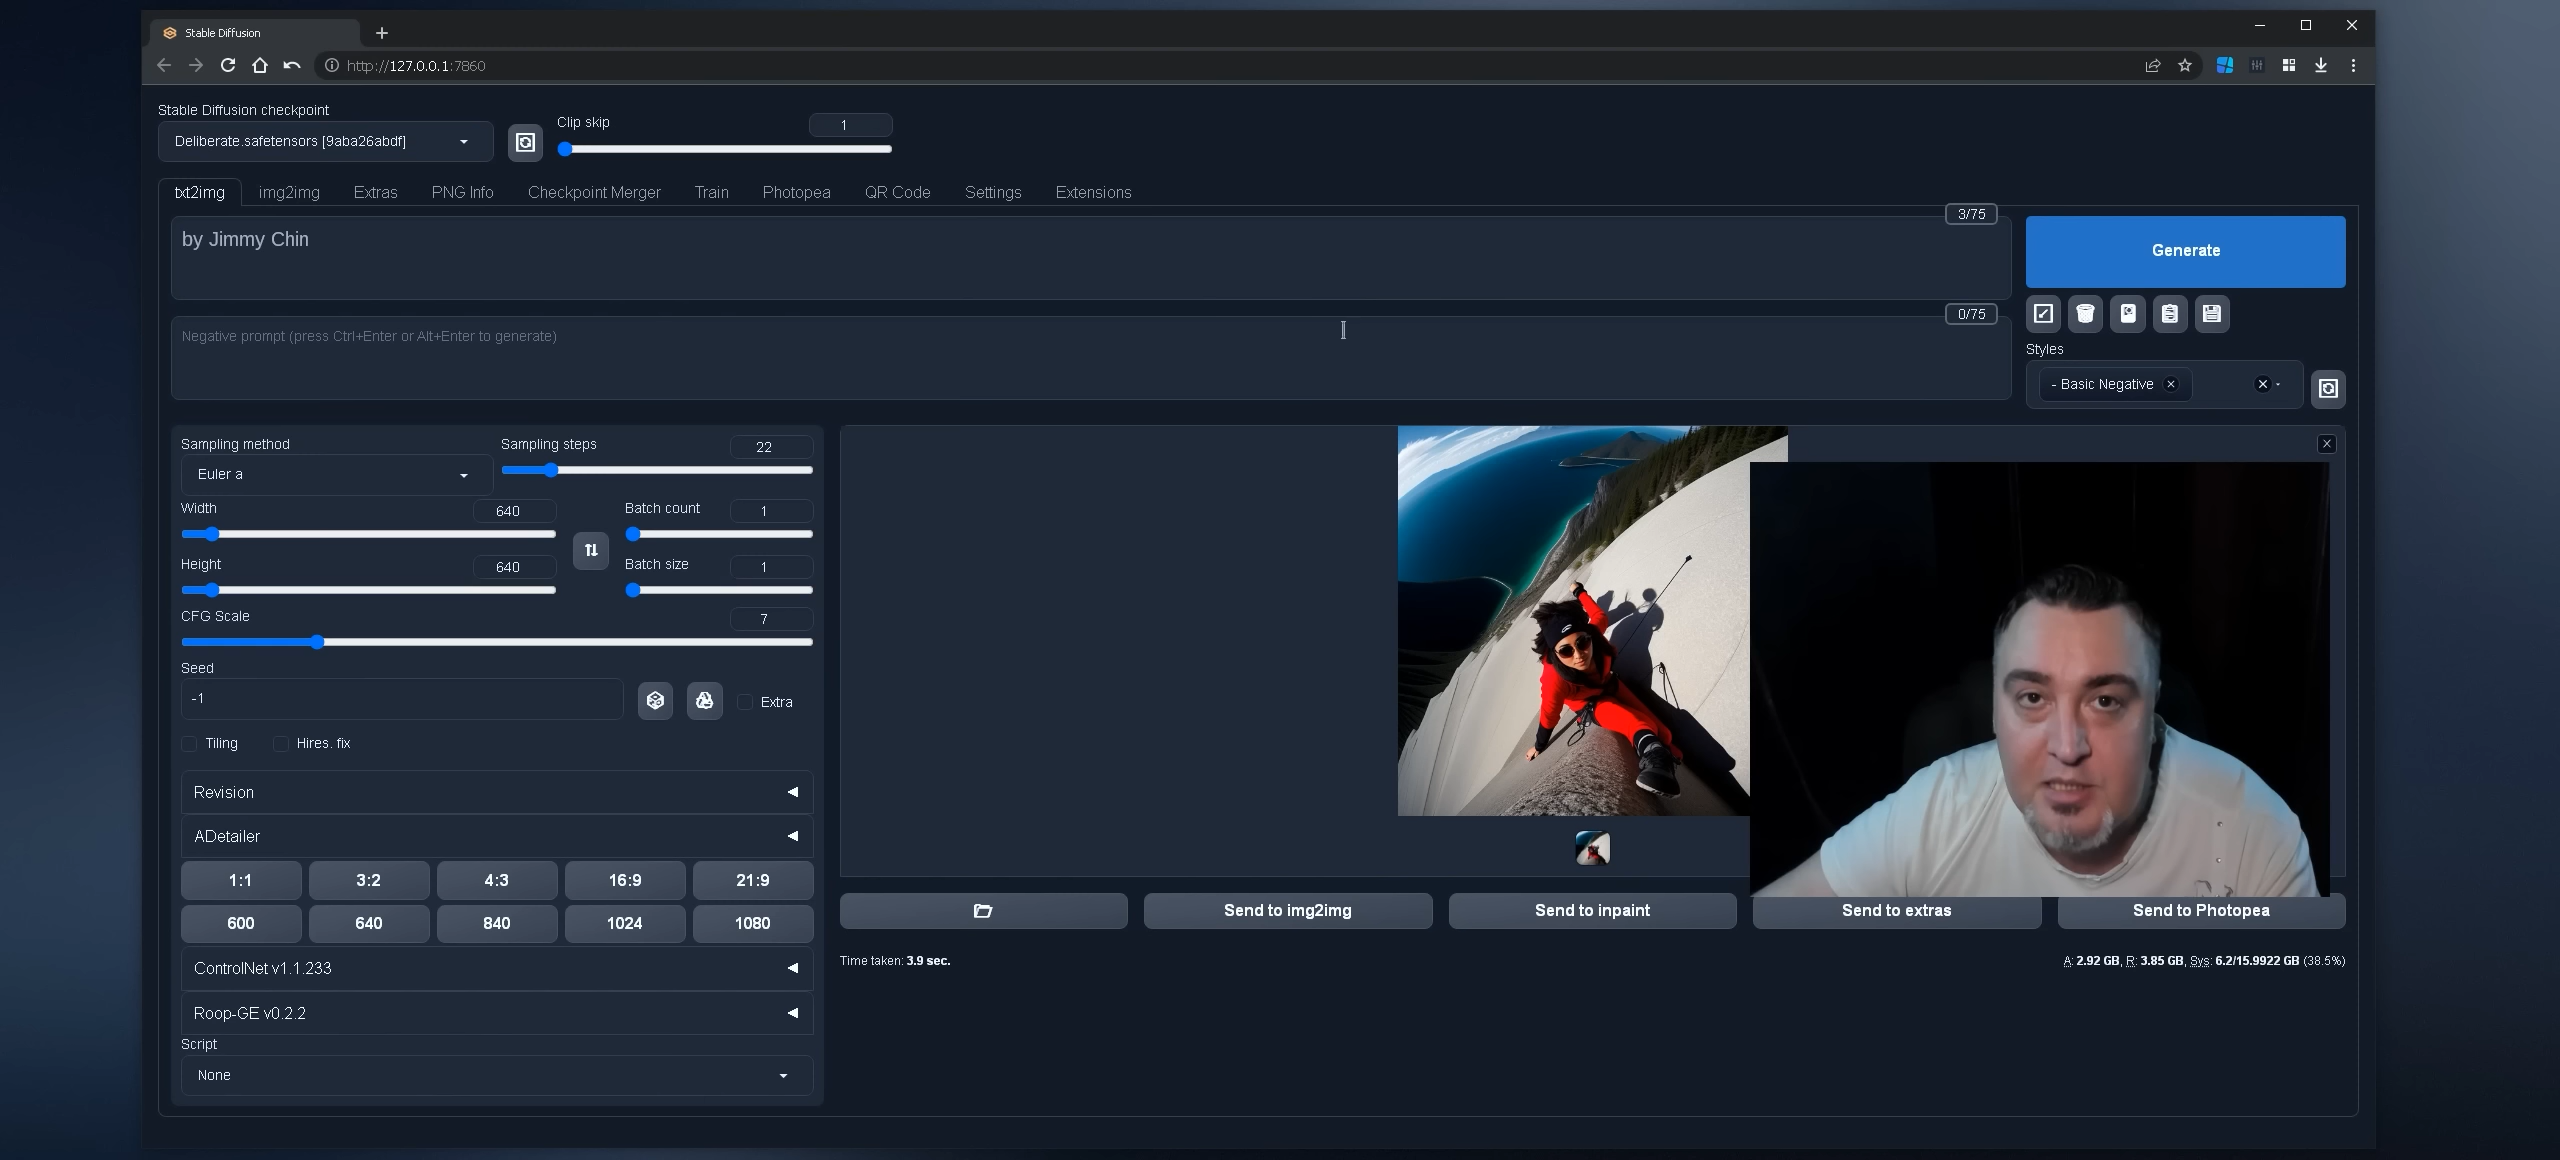 Stable Diffusion
http://127.0.0.1:7860
Stable Diffusion checkpoint
Deliberate.safetensors [9aba26abdf]
Clip skip
1
txt2img
img2img
Extras
PNG Info
Checkpoint Merger
Train
Photopea
QR Code
Settings
Extensions
3/75
by Jimmy Chin
Generate
0/75
Negative prompt (press Ctrl+Enter or Alt+Enter to generate)
Styles
- Basic Negative
Sampling method
Euler a
Sampling steps
22
Width
640
Batch count
1
Height
640
Batch size
1
CFG Scale
7
Seed
-1
Extra
Tiling
Hires. fix
Revision
ADetailer
1:1
3:2
4:3
16:9
21:9
600
640
840
1024
1080
ControlNet v1.1.233
Roop-GE v0.2.2
Script
None
Send to img2img
Send to inpaint
Send to extras
Send to Photopea
Time taken: 3.9 sec.
A: 2.92 GB, R: 3.85 GB, Sys: 6.2/15.9922 GB (38.5%)